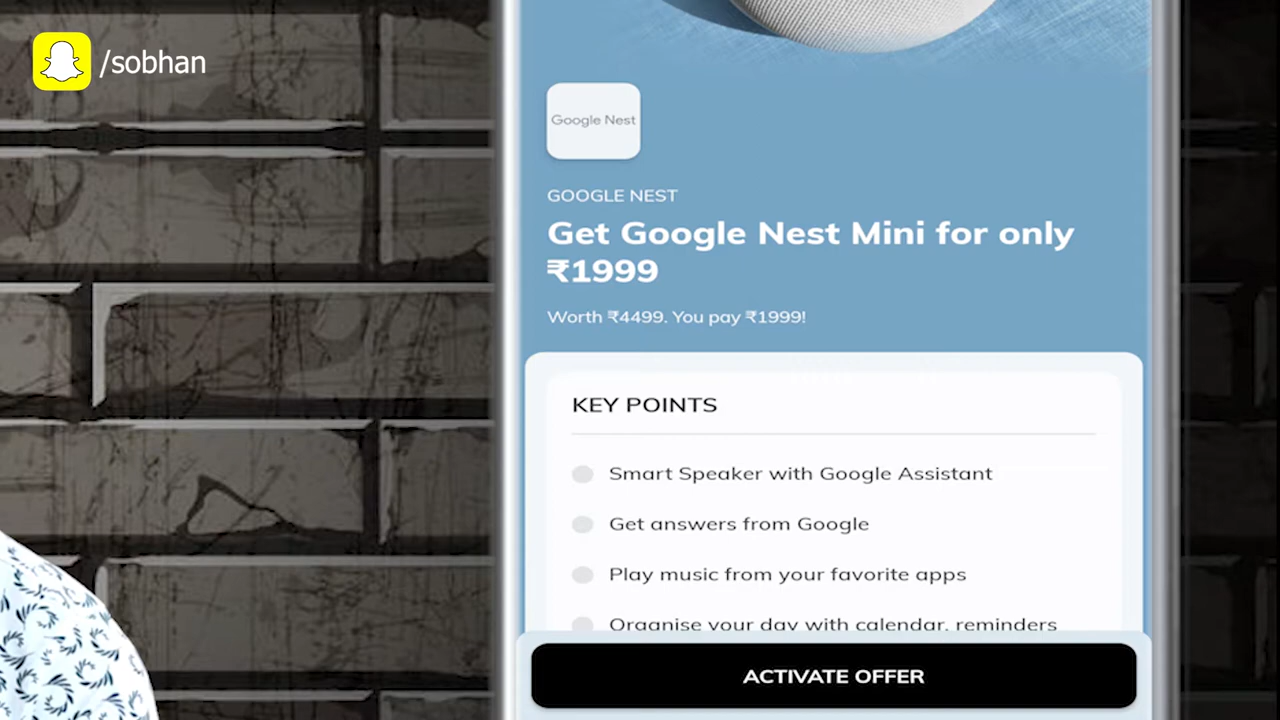 /sobhan
Google Nest
GOOGLE NEST
Get Google Nest Mini for only
₹1999
Worth ₹4499. You pay ₹1999!
KEY POINTS
Smart Speaker with Google Assistant
Get answers from Google
Play music from your favorite apps
Organise your day with calendar, reminders
ACTIVATE OFFER